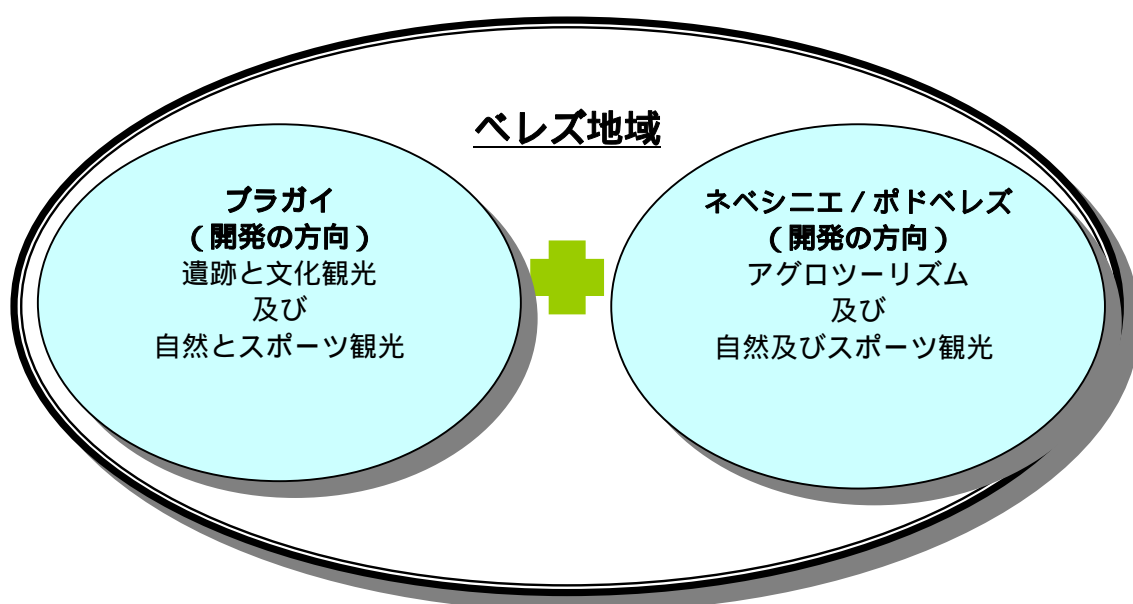 ベレズ地域
ブラガイ
（開発の方向）
遺跡と文化観光
及び
自然とスポーツ観光
ネベシニエ / ポドベレズ
（開発の方向）
アグロツーリズム
及び
自然及びスポーツ観光